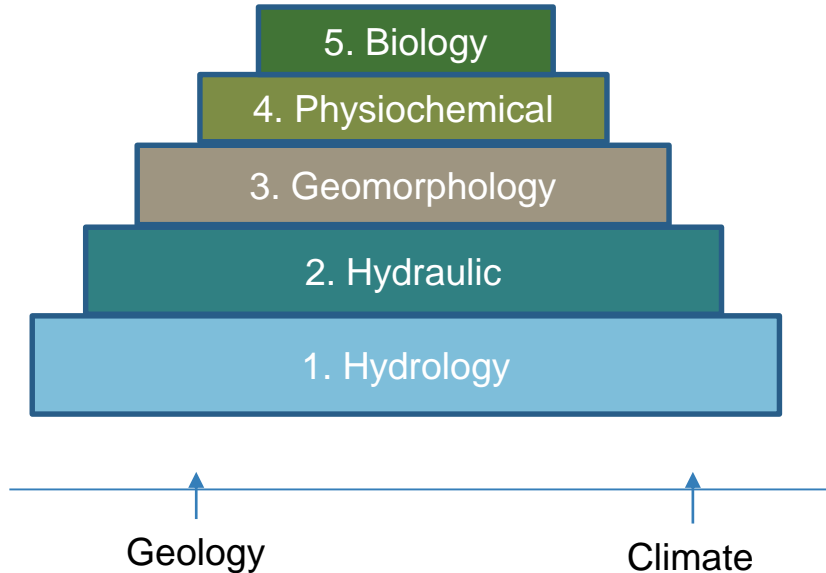 5. Biology
4. Physiochemical
3. Geomorphology
2. Hydraulic
1. Hydrology
Geology
Climate